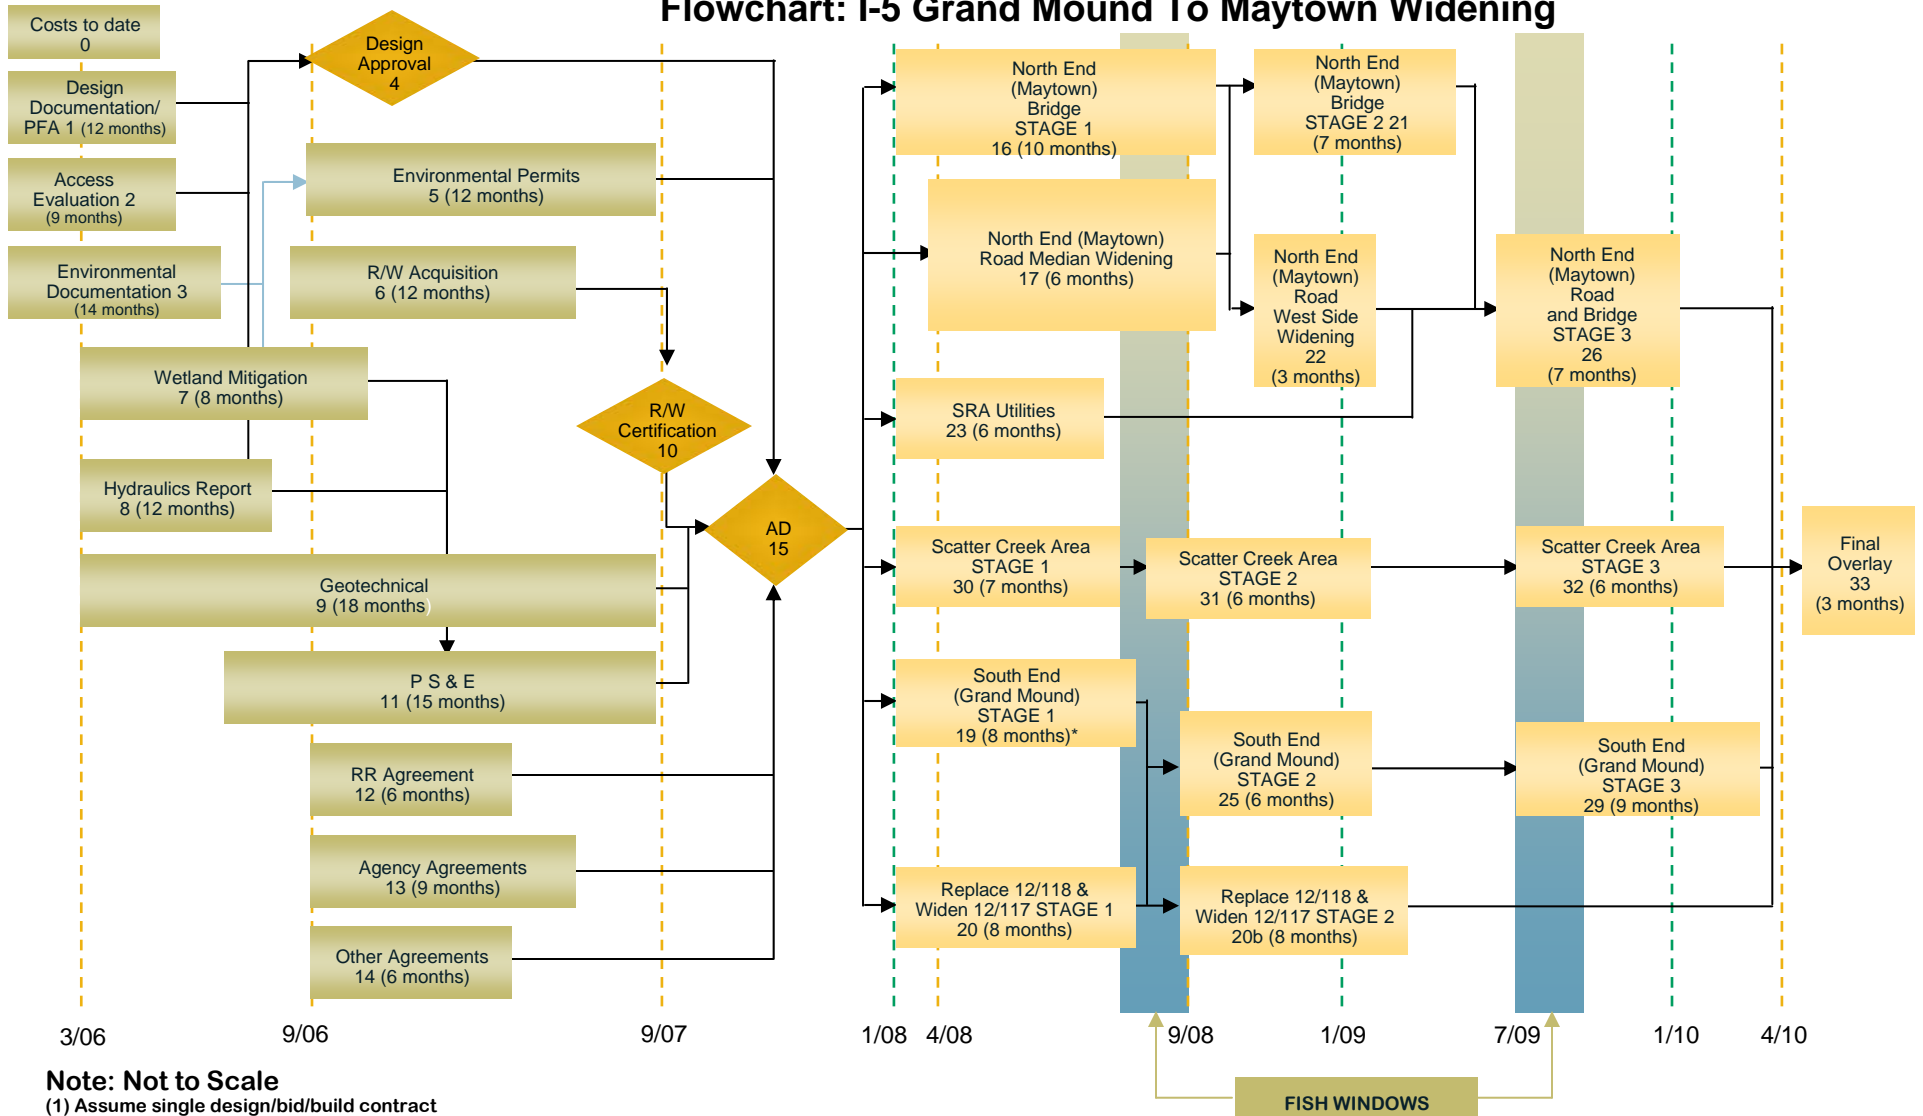 Flowchart: I-5 Grand Mound To Maytown Widening
Costs to date
0
Design
Documentation/
PFA 1 (12 months)
Access
Evaluation 2
(9 months)
Environmental
Documentation 3
(14 months)
Design
Approval
4
Environmental Permits
5 (12 months)
R/W Acquisition
6 (12 months)
Wetland Mitigation
7 (8 months)
Hydraulics Report
8 (12 months)
Geotechnical
9 (18 months)
R/W
Certification
10
P S & E
11 (15 months)
RR Agreement
12 (6 months)
Agency Agreements
13 (9 months)
Other Agreements
14 (6 months)
AD
15
North End
(Maytown)
Bridge
STAGE 1
16 (10 months)
North End (Maytown)
Road Median Widening
17 (6 months)
SRA Utilities
23 (6 months)
Scatter Creek Area
STAGE 1
30 (7 months)
South End
(Grand Mound)
STAGE 1
19 (8 months)*
Replace 12/118 &
Widen 12/117 STAGE 1
20 (8 months)
North End
(Maytown)
Bridge
STAGE 2 21
(7 months)
North End
(Maytown)
Road
West Side
Widening
22
(3 months)
Scatter Creek Area
STAGE 2
31 (6 months)
South End
(Grand Mound)
STAGE 2
25 (6 months)
Replace 12/118 &
Widen 12/117 STAGE 2
20b (8 months)
North End
(Maytown)
Road
and Bridge
STAGE 3
26
(7 months)
Scatter Creek Area
STAGE 3
32 (6 months)
South End
(Grand Mound)
STAGE 3
29 (9 months)
Final
Overlay
33
(3 months)
3/06
9/06
9/07
1/08
4/08
9/08
1/09
7/09
1/10
4/10
Note: Not to Scale
(1) Assume single design/bid/build contract
FISH WINDOWS